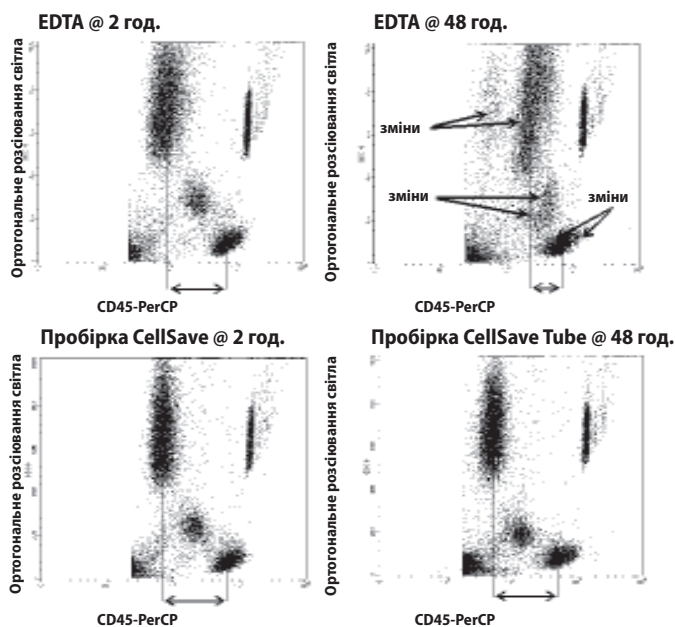 EDTA @ 2 год.
Ортогональне розсіювання світла
CD45-PerCP
EDTA @ 48 год.
Ортогональне розсіювання світла
зміни
зміни
зміни
CD45-PerCP
Пробірка CellSave @ 2 год.
Ортогональне розсіювання світла
CD45-PerCP
Пробірка CellSave Tube @ 48 год.
Ортогональне розсіювання світла
CD45-PerCP